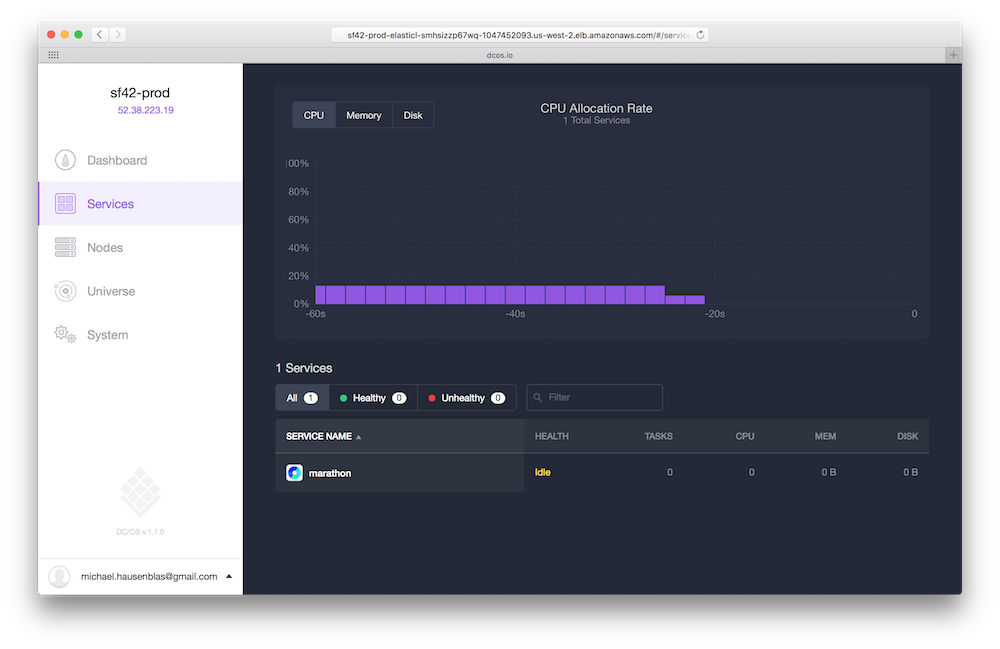 sf42-prod-elasticl-smhsizzp67wq-1047452093.us-west-2.elb.amazonaws.com/#/servic
dcos.io
sf42-prod
52.38.223.19
Dashboard
Services
Nodes
Universe
System
DC/OS v.1.7.0
michael.hausenblas@gmail.com
CPU Memory Disk
CPU Allocation Rate
1 Total Services
100%
80%
60%
40%
20%
0%
-60s -40s -20s 0
1 Services
All 1 Healthy 0 Unhealthy 0 Filter
SERVICE NAME HEALTH TASKS CPU MEM DISK
marathon Idle 0 0 0 B 0 B